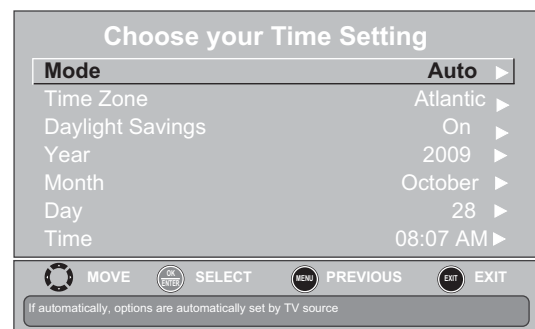 Choose your Time Setting
Mode Auto
Time Zone Atlantic
Daylight Savings On
Year 2009
Month October
Day 28
Time 08:07 AM
MOVE OK ENTER SELECT MENU PREVIOUS EXIT EXIT
If automatically, options are automatically set by TV source